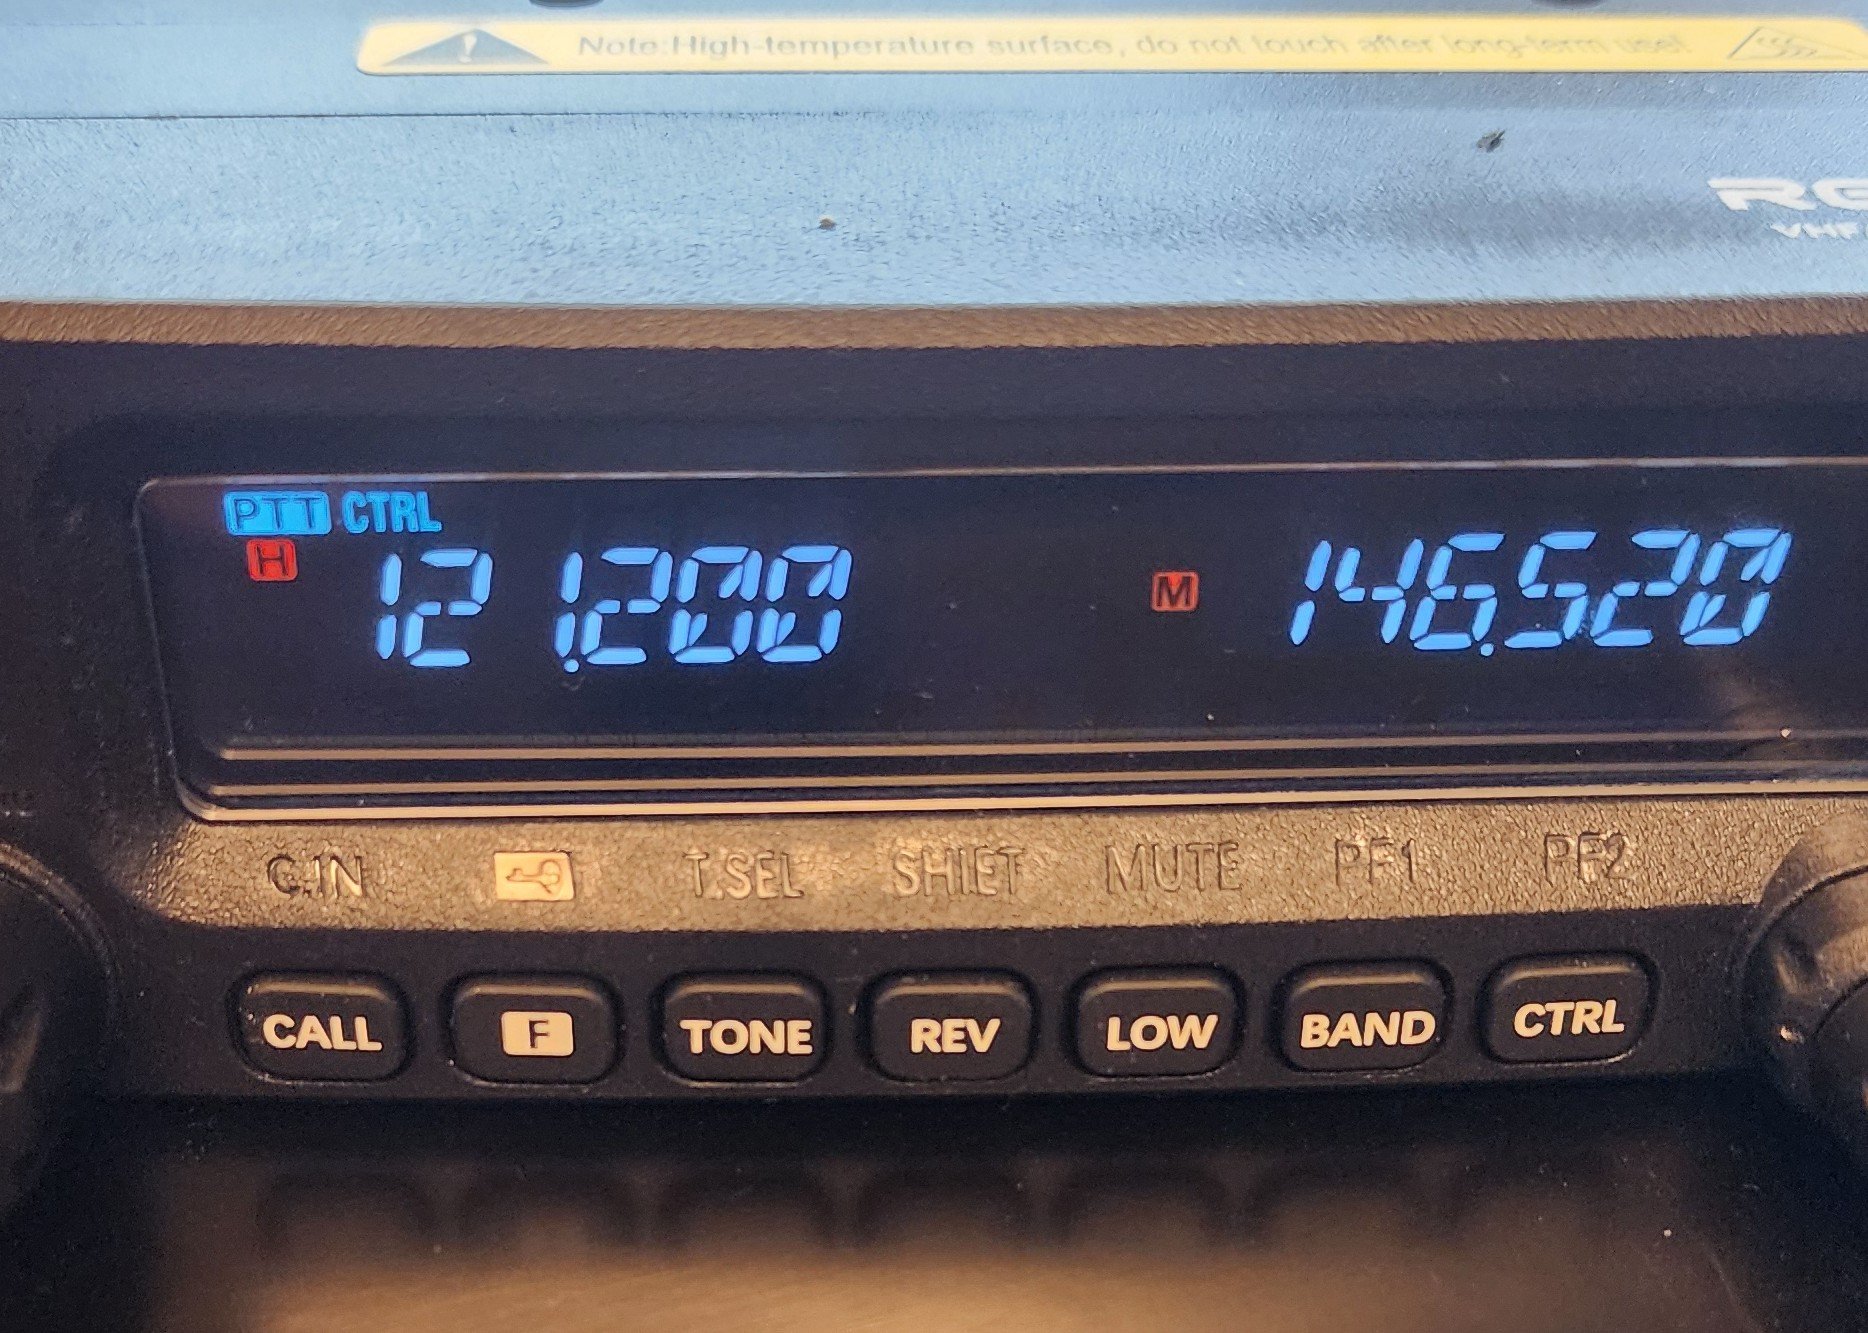 Note:High-temperature surface, do not touch after long-term use!
PTT CTRL
H 121.200 M 146.520
C.IN T.SEL SHIFT MUTE PF1 PF2
CALL F TONE REV LOW BAND CTRL